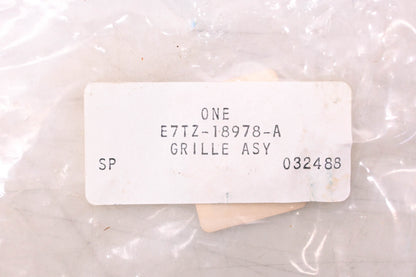 ONE
E7TZ-18978-A
GRILLE ASY
SP 032488